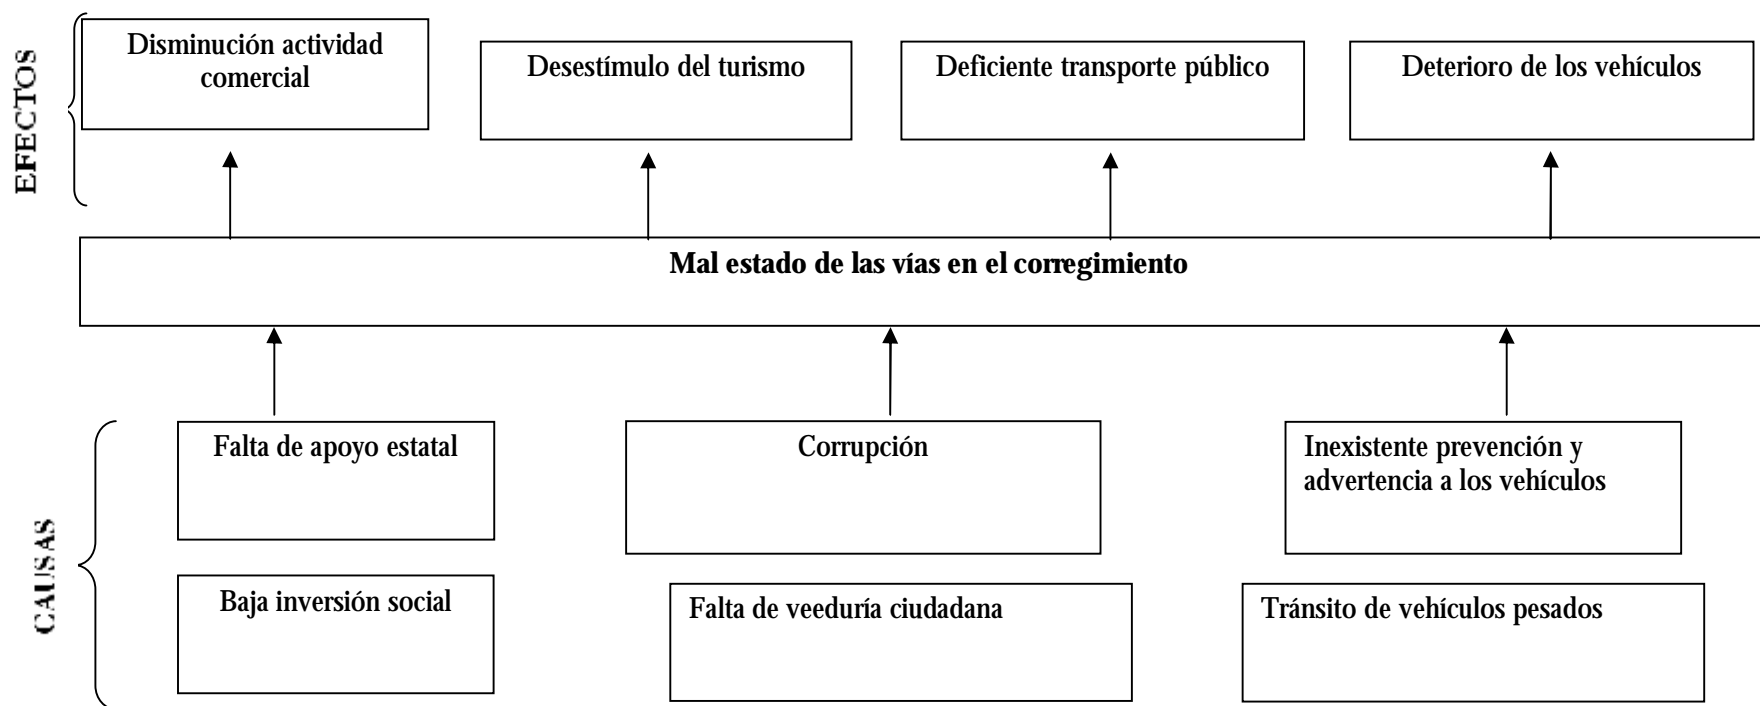 EFECTOS
Disminución actividad
comercial
Desestímulo del turismo
Deficiente transporte público
Deterioro de los vehículos
Mal estado de las vías en el corregimiento
CAUSAS
Falta de apoyo estatal
Corrupción
Inexistente prevención y
advertencia a los vehículos
Baja inversión social
Falta de veeduría ciudadana
Tránsito de vehículos pesados